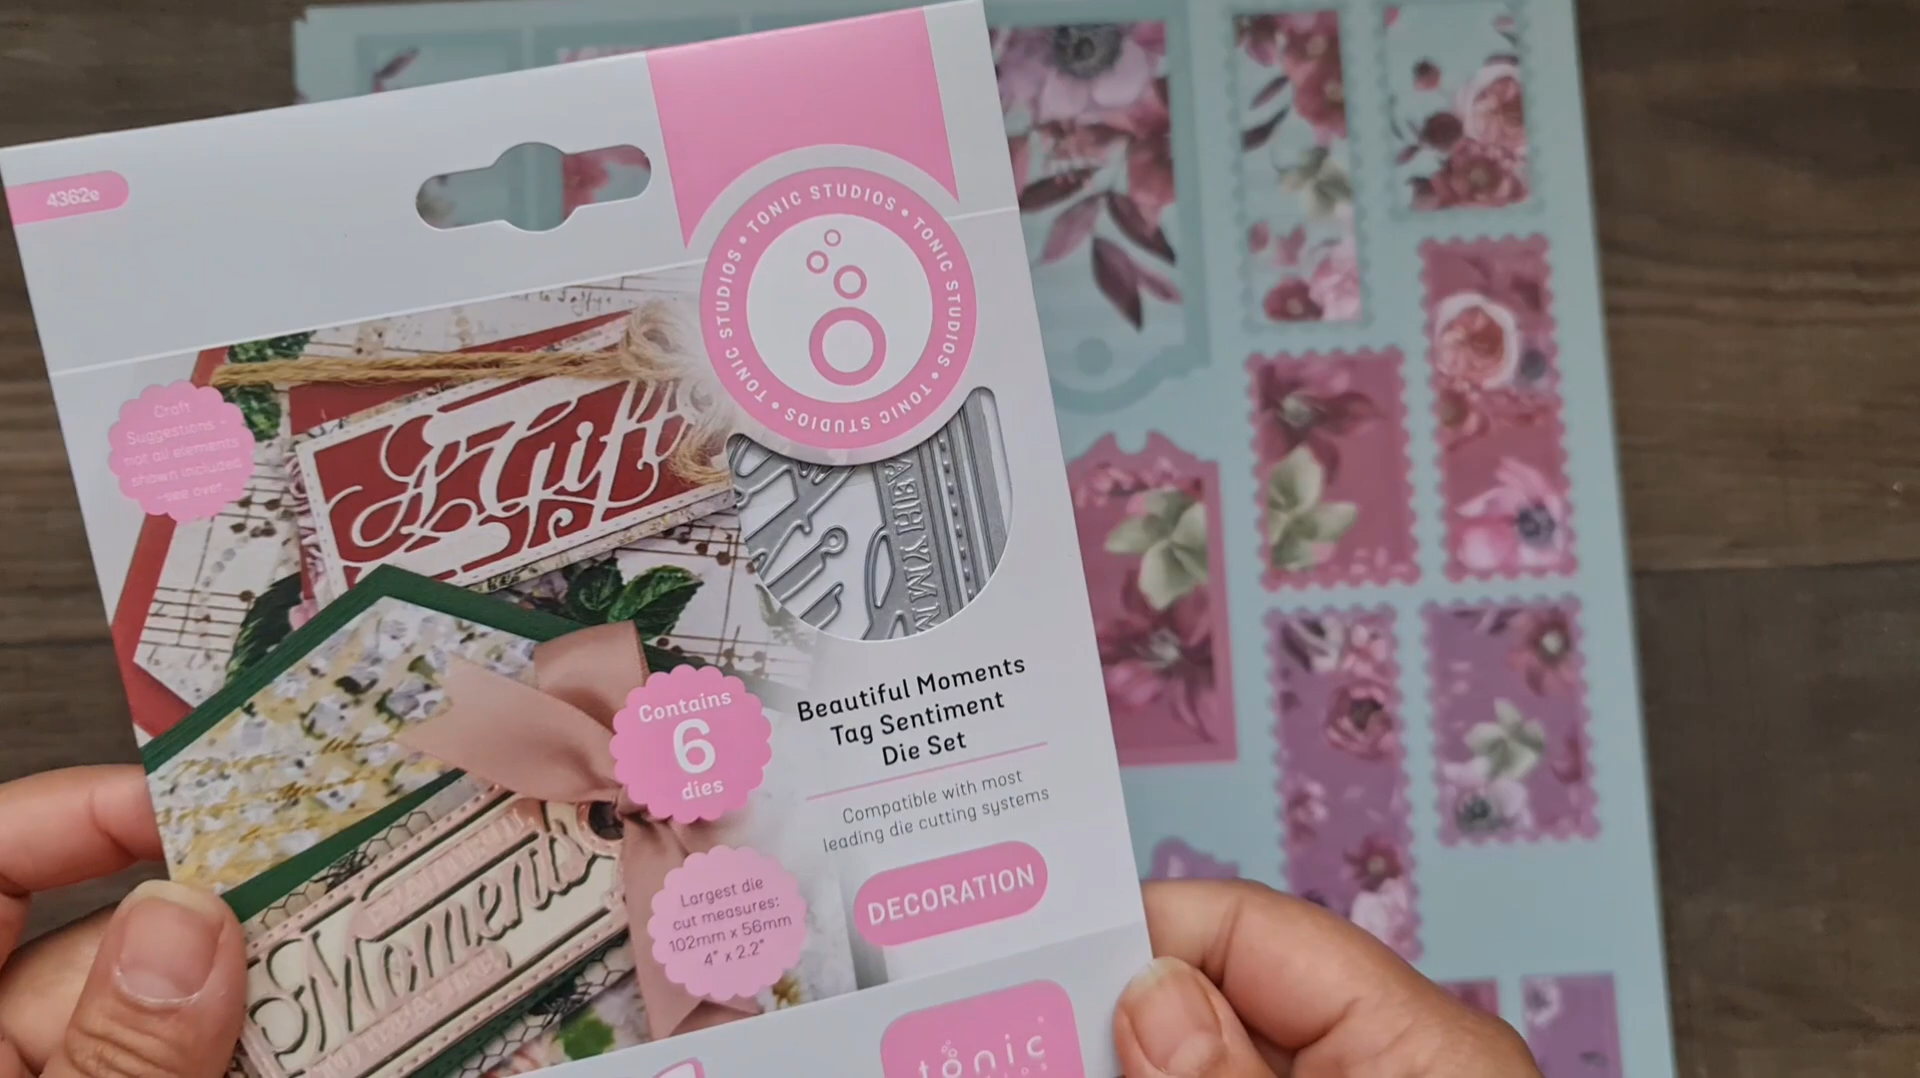 4362e
TONIC STUDIOS • TONIC STUDIOS • TONIC STUDIOS • TONIC STUDIOS •
Craft
Suggestions -
not all elements
shown included
-see over
A Gift
Contains
6
dies
Beautiful Moments
Tag Sentiment
Die Set
Compatible with most
leading die cutting systems
DECORATION
Largest die
cut measures:
102mm x 56mm
4" x 2.2"
Moments
tonic